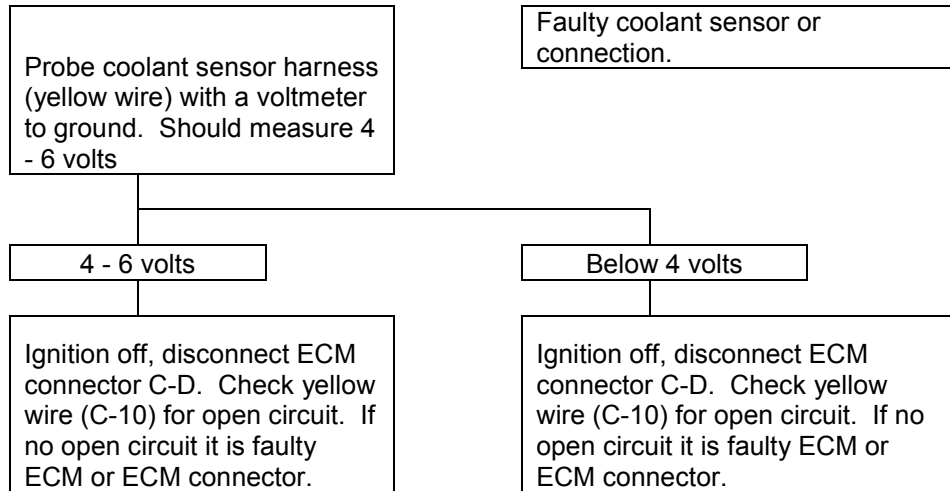 Probe coolant sensor harness
(yellow wire) with a voltmeter
to ground.  Should measure 4
- 6 volts
Faulty coolant sensor or
connection.
4 - 6 volts
Below 4 volts
Ignition off, disconnect ECM
connector C-D.  Check yellow
wire (C-10) for open circuit.  If
no open circuit it is faulty
ECM or ECM connector.
Ignition off, disconnect ECM
connector C-D.  Check yellow
wire (C-10) for open circuit.  If no
open circuit it is faulty ECM or
ECM connector.